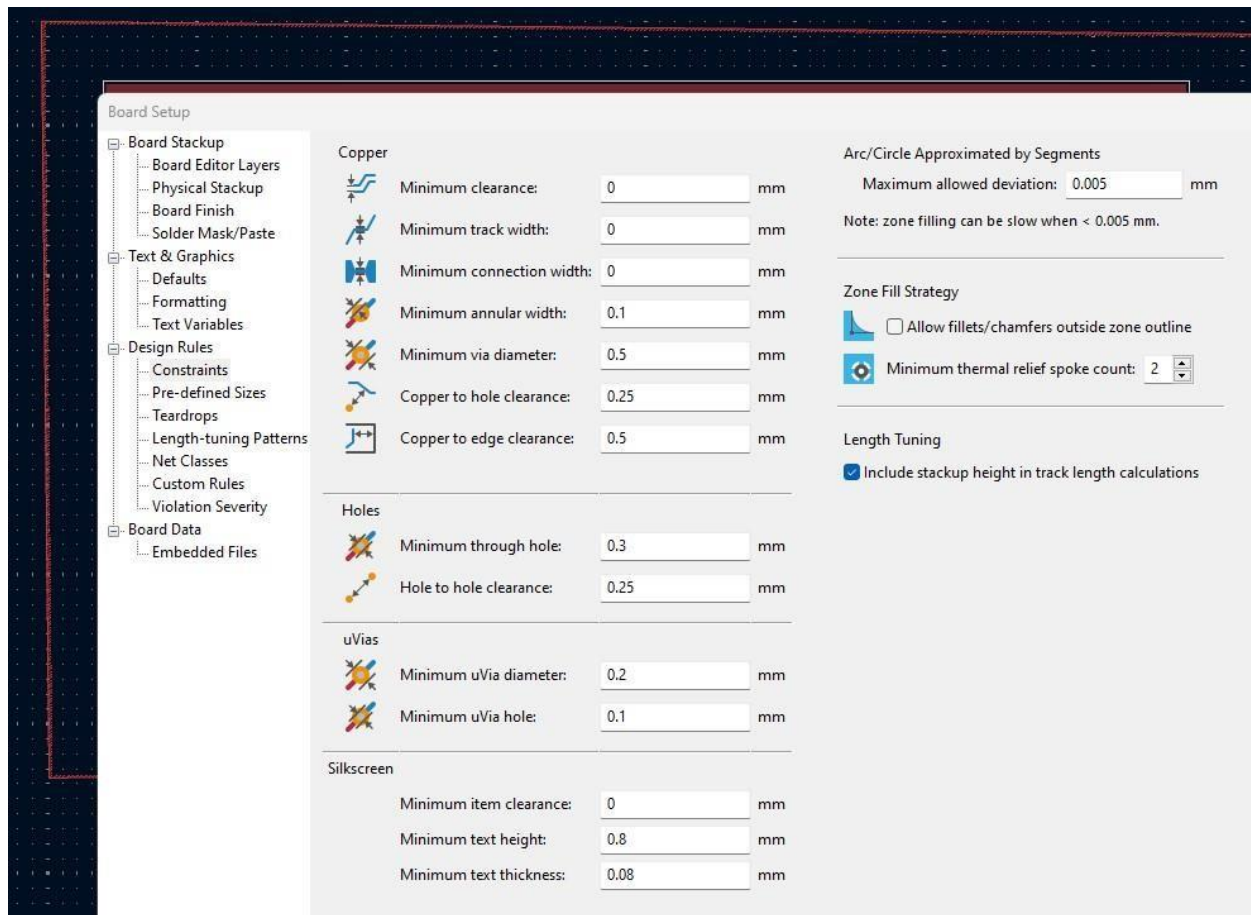 Board Setup
Board Stackup
Board Editor Layers
Physical Stackup
Board Finish
Solder Mask/Paste
Text & Graphics
Defaults
Formatting
Text Variables
Design Rules
Constraints
Pre-defined Sizes
Teardrops
Length-tuning Patterns
Net Classes
Custom Rules
Violation Severity
Board Data
Embedded Files
Copper
Minimum clearance: 0 mm
Minimum track width: 0 mm
Minimum connection width: 0 mm
Minimum annular width: 0.1 mm
Minimum via diameter: 0.5 mm
Copper to hole clearance: 0.25 mm
Copper to edge clearance: 0.5 mm
Holes
Minimum through hole: 0.3 mm
Hole to hole clearance: 0.25 mm
uVias
Minimum uVia diameter: 0.2 mm
Minimum uVia hole: 0.1 mm
Silkscreen
Minimum item clearance: 0 mm
Minimum text height: 0.8 mm
Minimum text thickness: 0.08 mm
Arc/Circle Approximated by Segments
Maximum allowed deviation: 0.005 mm
Note: zone filling can be slow when < 0.005 mm.
Zone Fill Strategy
Allow fillets/chamfers outside zone outline
Minimum thermal relief spoke count: 2
Length Tuning
Include stackup height in track length calculations